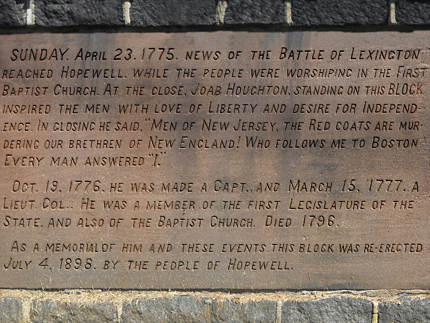 SUNDAY, APRIL 23, 1775, NEWS OF THE BATTLE OF LEXINGTON
REACHED HOPEWELL, WHILE THE PEOPLE WERE WORSHIPING IN THE FIRST
BAPTIST CHURCH. AT THE CLOSE, JOAB HOUGHTON, STANDING ON THIS BLOCK
INSPIRED THE MEN WITH LOVE OF LIBERTY AND DESIRE FOR INDEPEND-
ENCE. IN CLOSING HE SAID, "MEN OF NEW JERSEY, THE RED COATS ARE MUR-
DERING OUR BRETHREN OF NEW ENGLAND! WHO FOLLOWS ME TO BOSTON
EVERY MAN ANSWERED "I."
OCT. 19, 1776, HE WAS MADE A CAPT., AND MARCH 15, 1777, A
LIEUT. COL.. HE WAS A MEMBER OF THE FIRST LEGISLATURE OF THE
STATE, AND ALSO OF THE BAPTIST CHURCH. DIED 1796.
AS A MEMORIAL OF HIM AND THESE EVENTS THIS BLOCK WAS RE-ERECTED
JULY 4, 1898, BY THE PEOPLE OF HOPEWELL.